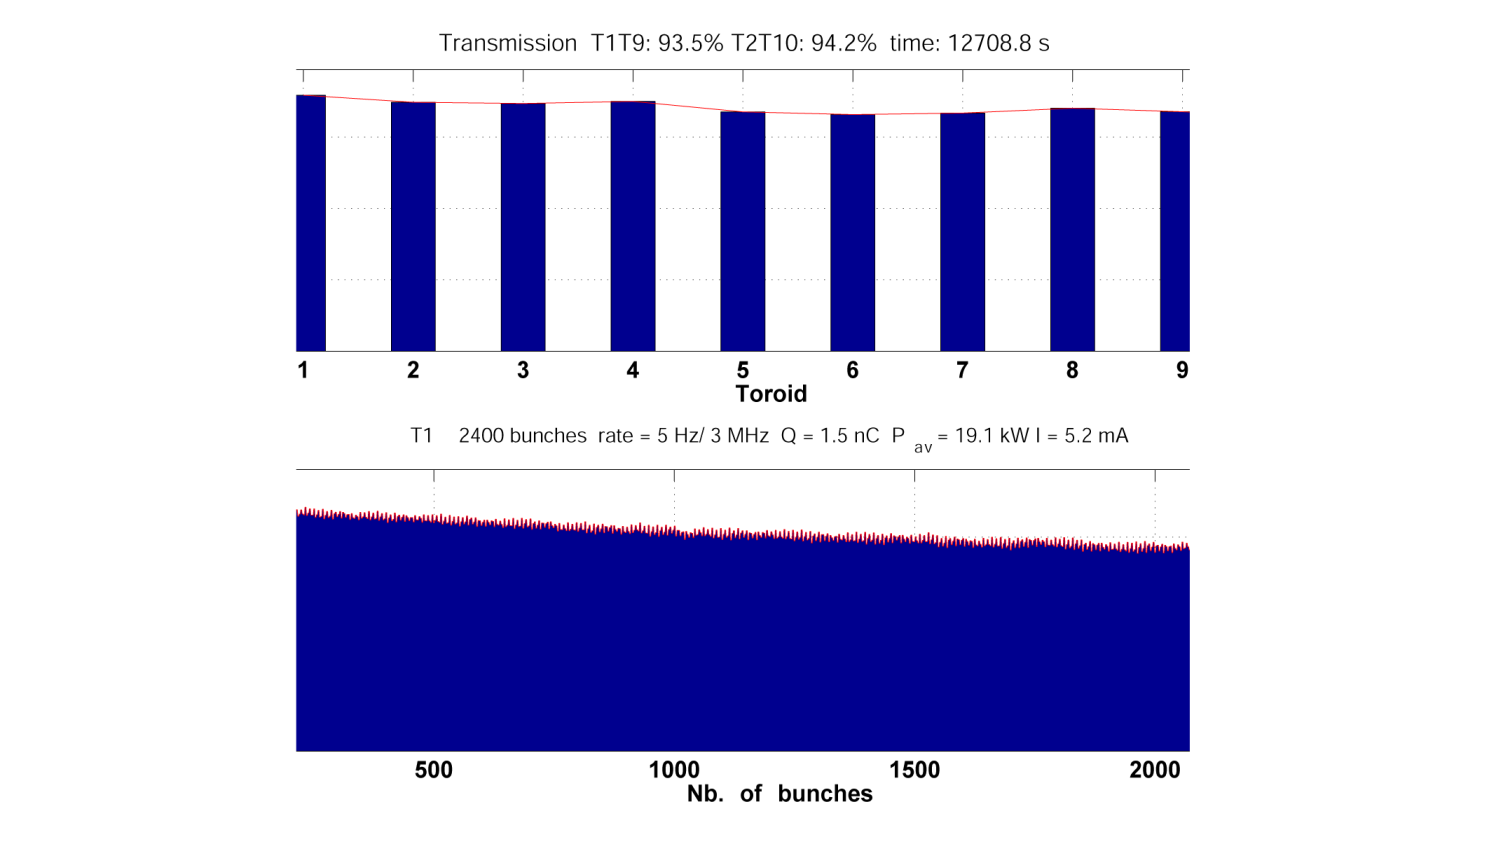 Transmission T1T9: 93.5% T2T10: 94.2% time: 12708.8 s
1 2 3 4 5 6 7 8 9
Toroid
T1 2400 bunches rate = 5 Hz/ 3 MHz Q = 1.5 nC P av = 19.1 kW I = 5.2 mA
500 1000 1500 2000
Nb. of bunches